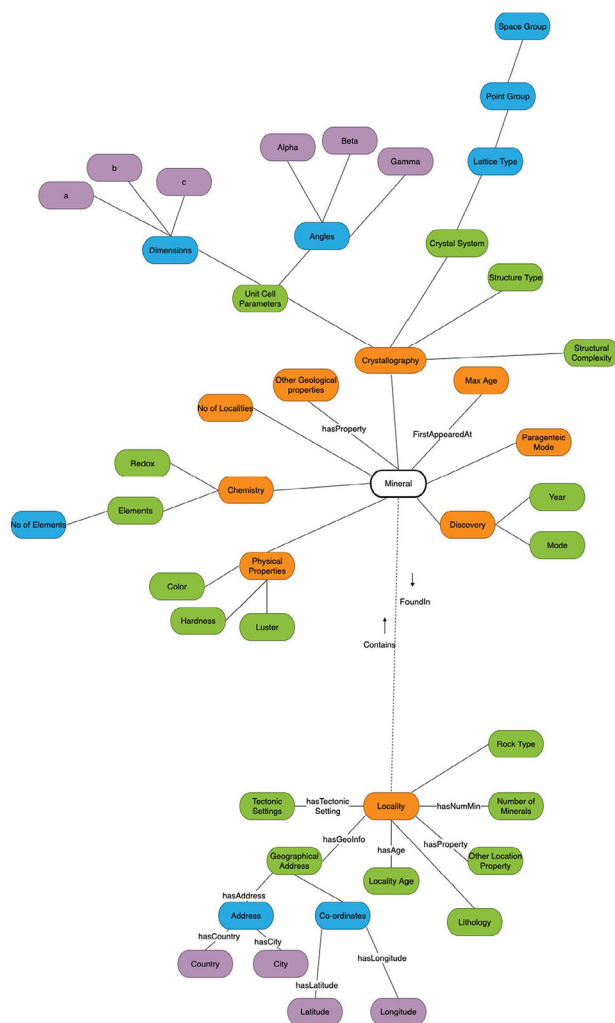 Space Group
Point Group
Beta
Alpha
Gamma
Lattice Type
b
c
a
Crystal System
Dimensions
Angles
Structure Type
Unit Cell
Parameters
Structural
Complexity
Crystallography
Other Geological
properties
Max Age
No of Localities
hasProperty
FirstAppearedAt
Paragenteic
Mode
Redox
Chemistry
Mineral
Year
Elements
No of Elements
Discovery
Mode
Physical
Properties
Color
FoundIn
Hardness
Luster
Contains
Rock Type
Tectonic
Settings
hasTectonic
Setting
Locality
hasNumMin
Number of
Minerals
hasGeoInfo
hasAge
hasProperty
Geographical
Address
Other Location
Property
Locality Age
hasAddress
Address
Co-ordinates
Lithology
hasCountry
hasCity
Country
City
hasLongitude
hasLatitude
Latitude
Longitude